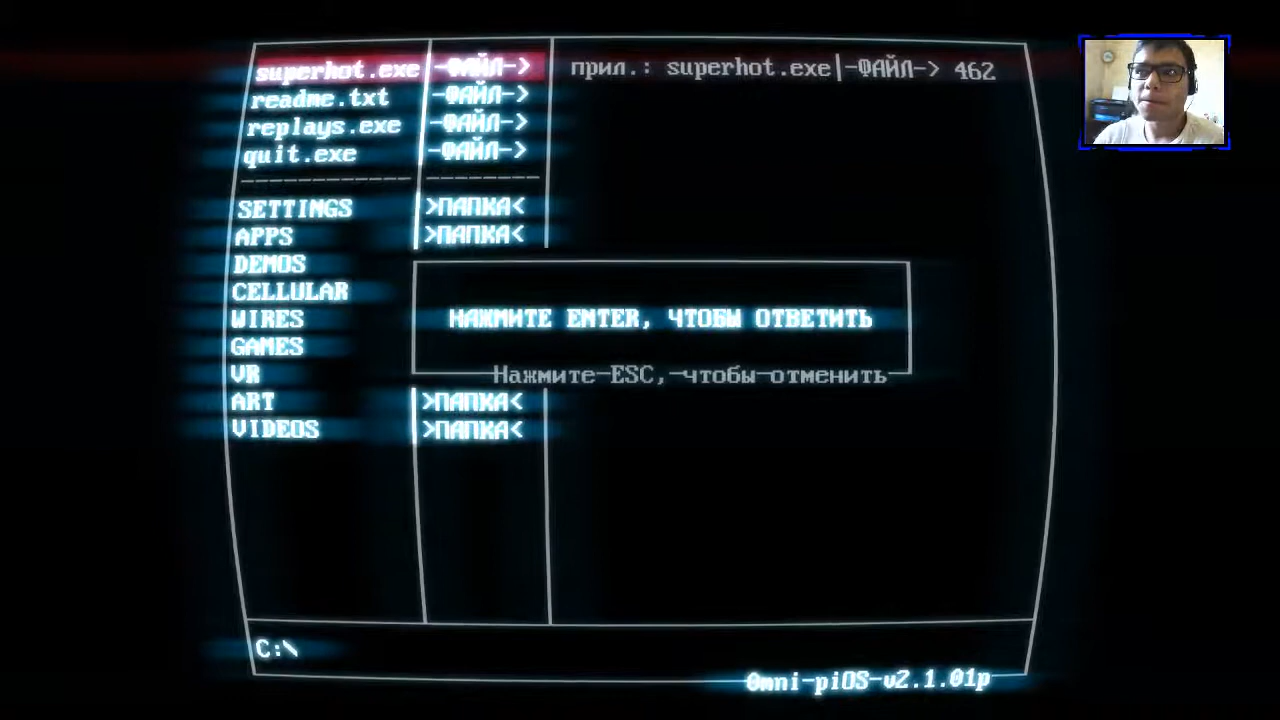 superhot.exe -ФАЙЛ-> прил.: superhot.exe|-ФАЙЛ-> 462
readme.txt -ФАЙЛ->
replays.exe -ФАЙЛ->
quit.exe -ФАЙЛ->
SETTINGS >ПАПКА<
APPS >ПАПКА<
DEMOS
CELLULAR
WIRES
GAMES
VR
ART >ПАПКА<
VIDEOS >ПАПКА<
НАЖМИТЕ ENTER, ЧТОБЫ ОТВЕТИТЬ
Нажмите-ESC,-чтобы-отменить
C:\
Omni-piOS-v2.1.01p